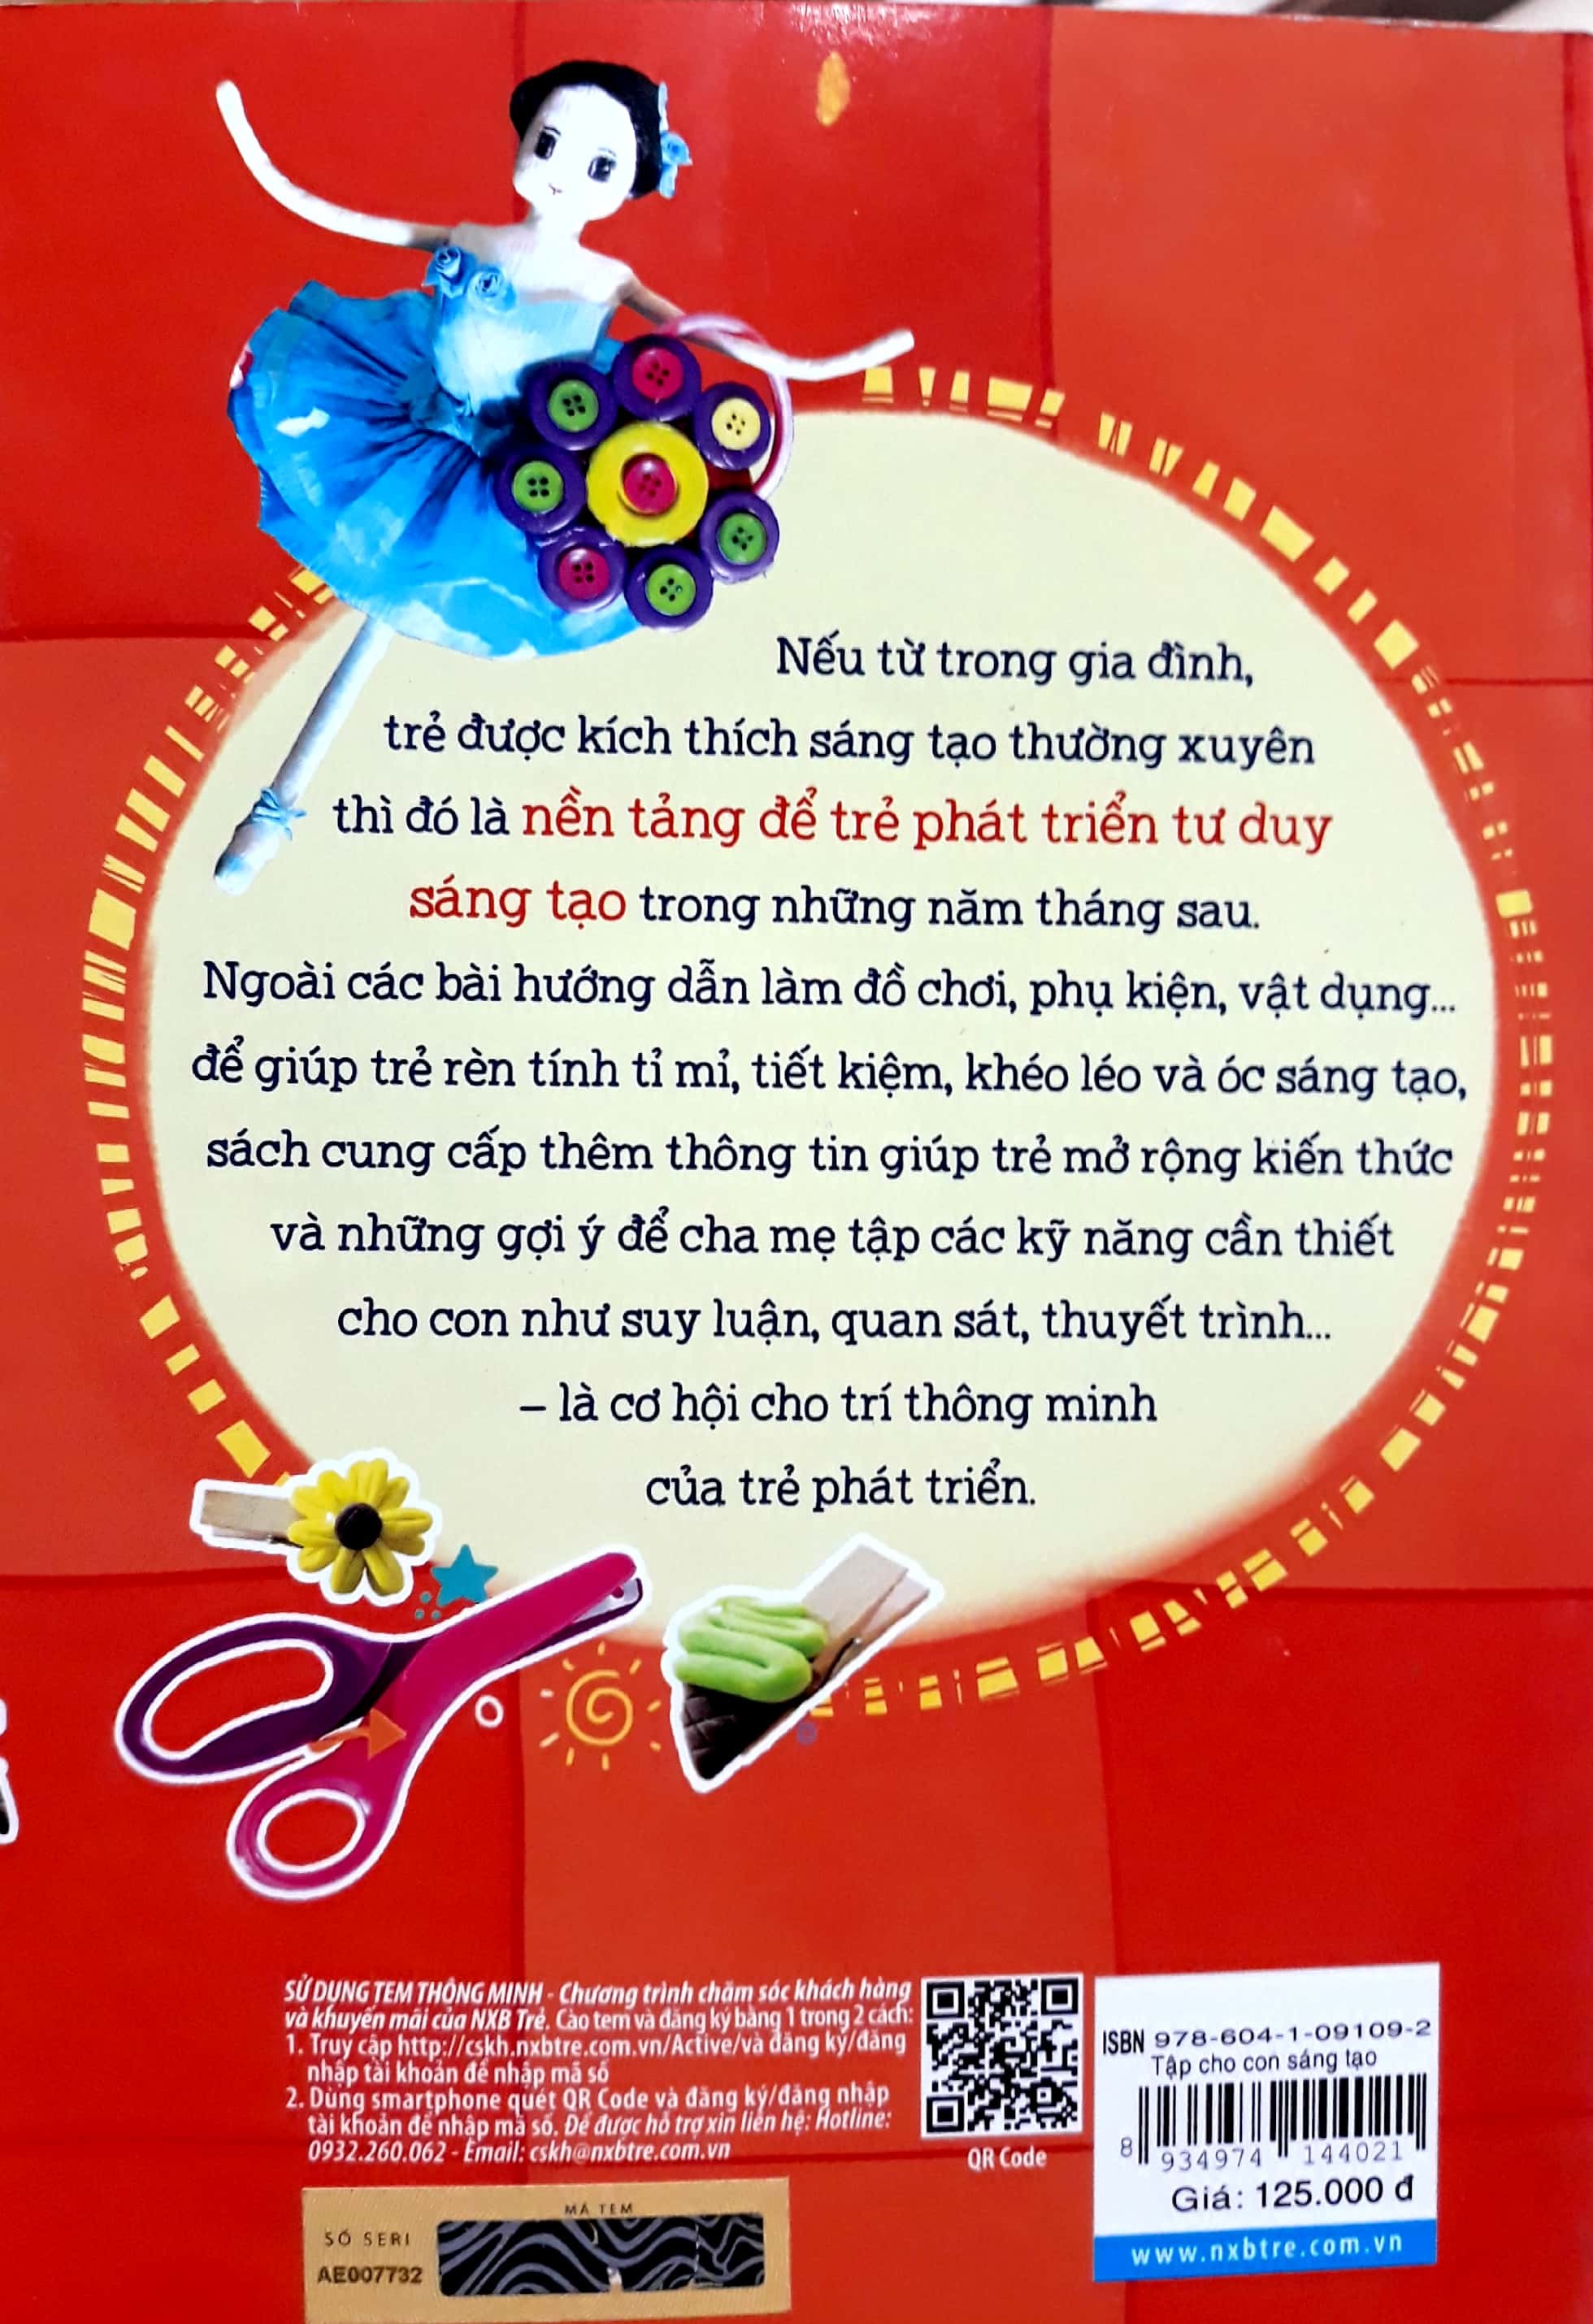 Nếu từ trong gia đình,
trẻ được kích thích sáng tạo thường xuyên
thì đó là nền tảng để trẻ phát triển tư duy
sáng tạo trong những năm tháng sau.
Ngoài các bài hướng dẫn làm đồ chơi, phụ kiện, vật dụng...
để giúp trẻ rèn tính tỉ mỉ, tiết kiệm, khéo léo và óc sáng tạo,
sách cung cấp thêm thông tin giúp trẻ mở rộng kiến thức
và những gợi ý để cha mẹ tập các kỹ năng cần thiết
cho con như suy luận, quan sát, thuyết trình...
– là cơ hội cho trí thông minh
của trẻ phát triển.
SỬ DỤNG TEM THÔNG MINH - Chương trình chăm sóc khách hàng
và khuyến mãi của NXB Trẻ. Cào tem và đăng ký bằng 1 trong 2 cách:
1. Truy cập http://cskh.nxbtre.com.vn/Active/và đăng ký/đăng
nhập tài khoản để nhập mã số
2. Dùng smartphone quét QR Code và đăng ký/đăng nhập
tài khoản để nhập mã số. Để được hỗ trợ xin liên hệ: Hotline:
0932.260.062 - Email: cskh@nxbtre.com.vn
QR Code
ISBN 978-604-1-09109-2
Tập cho con sáng tạo
8 934974 144021
Giá: 125.000 đ
www.nxbtre.com.vn
MÃ TEM
SỐ SERI
AE007732